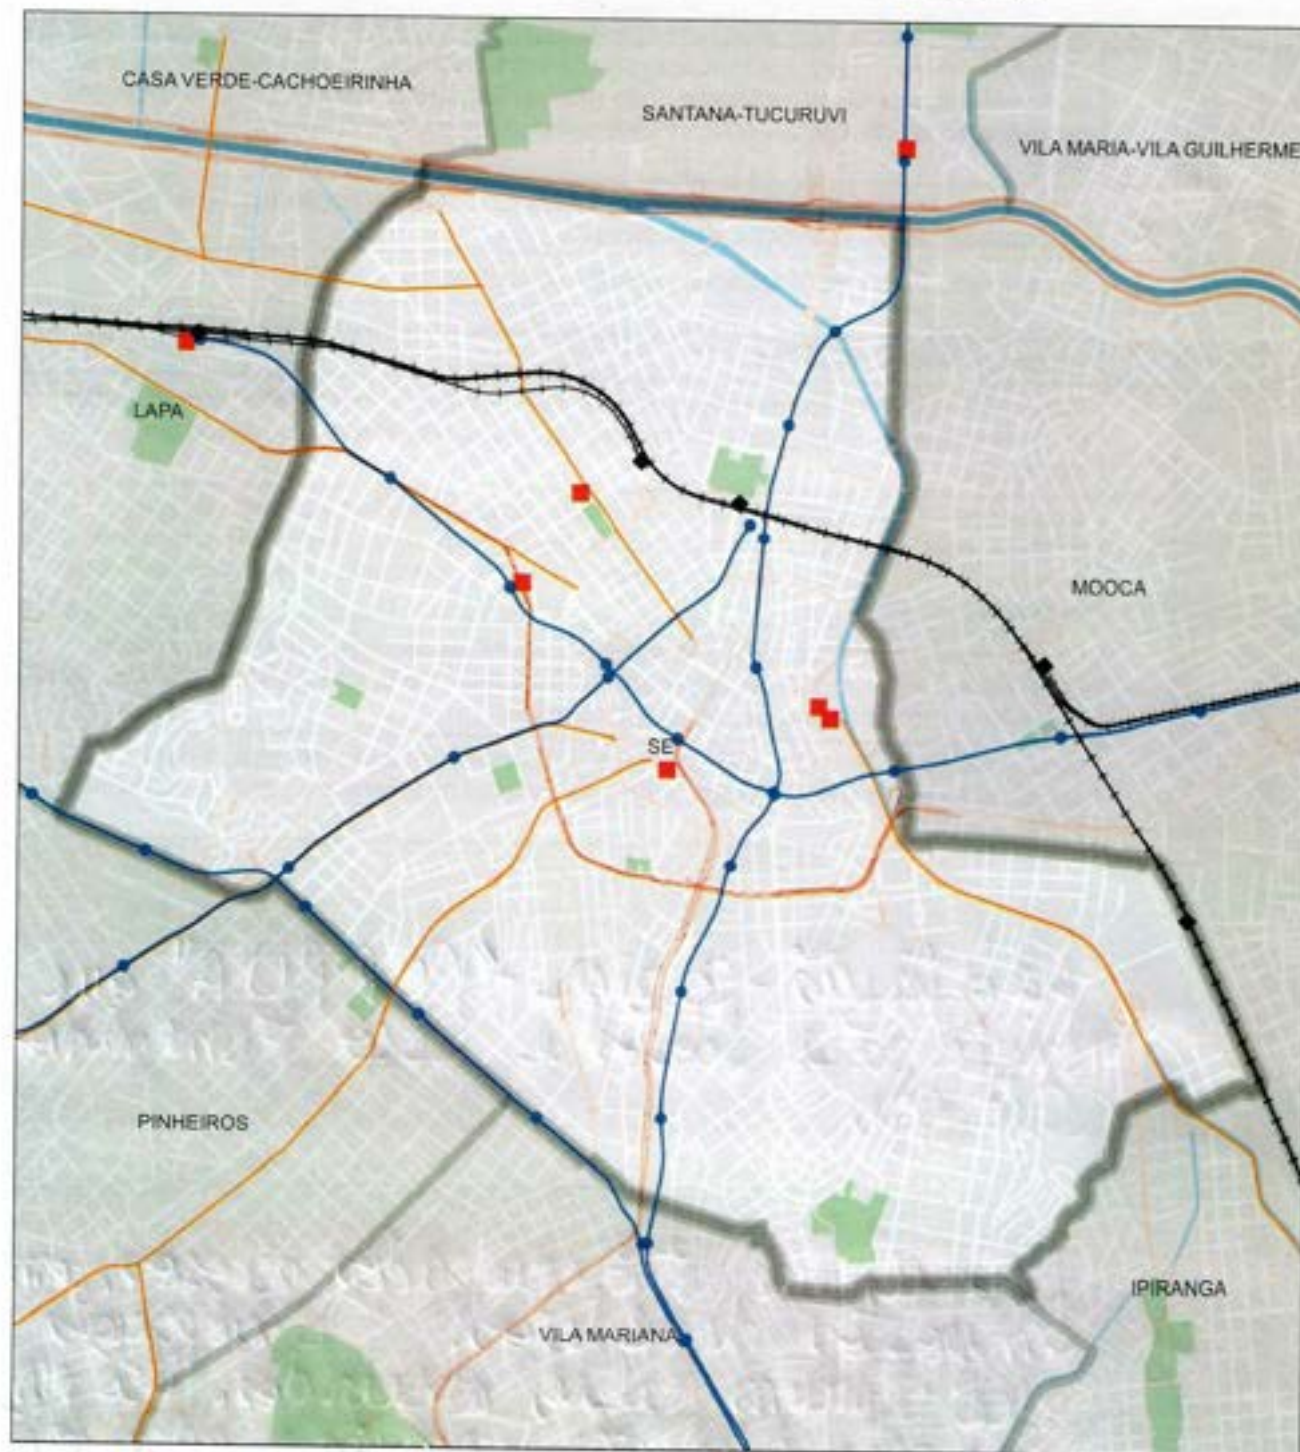 CASA VERDE-CACHOEIRINHA
SANTANA-TUCURUVI
VILA MARIA-VILA GUILHERME
LAPA
MOOCA
SE
PINHEIROS
IPIRANGA
VILA MARIANA